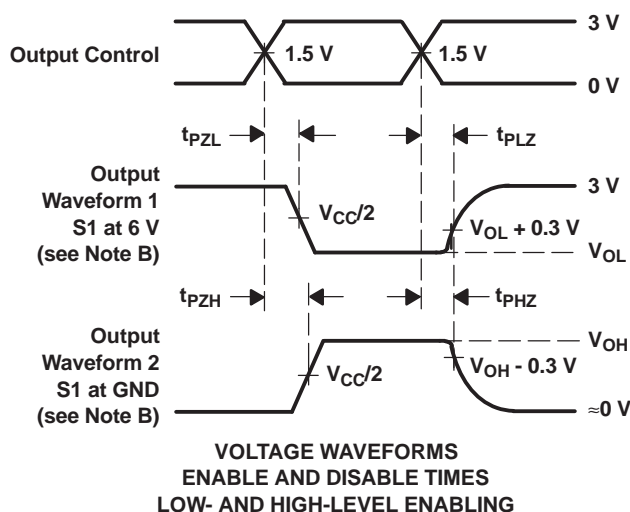 3 V
Output Control
1.5 V
1.5 V
0 V
tPZL
tPLZ
Output
Waveform 1
S1 at 6 V
(see Note B)
3 V
VCC/2
VOL + 0.3 V
VOL
tPZH
tPHZ
Output
Waveform 2
S1 at GND
(see Note B)
VOH
VCC/2
VOH - 0.3 V
≈0 V
VOLTAGE WAVEFORMS
ENABLE AND DISABLE TIMES
LOW- AND HIGH-LEVEL ENABLING